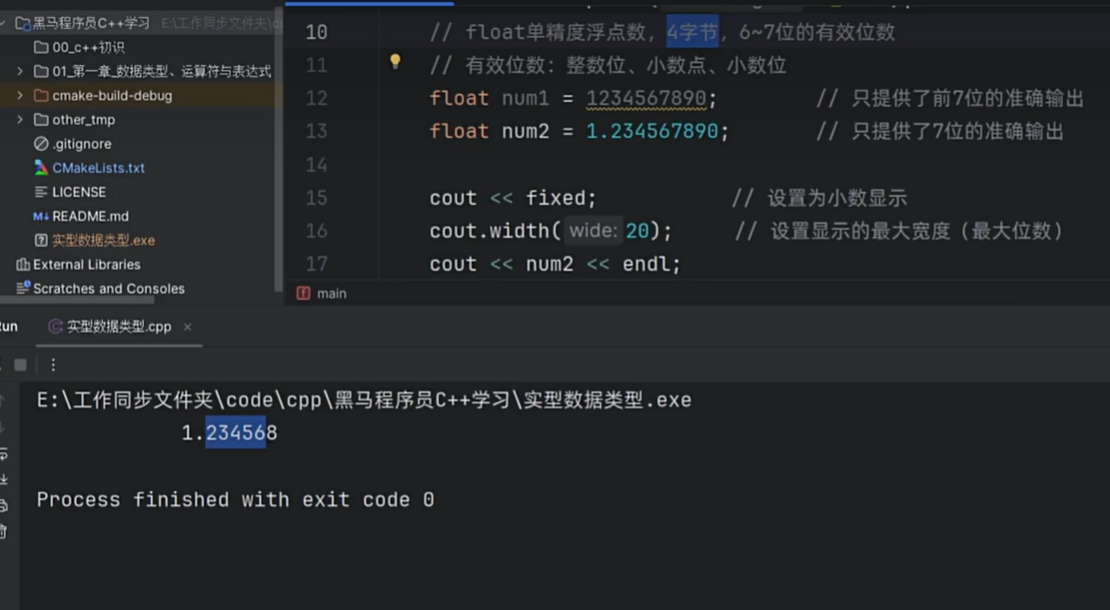 黑马程序员C++学习 E:\工作同步文件夹\co
00_c++初识
01_第一章_数据类型、运算符与表达式
cmake-build-debug
other_tmp
.gitignore
CMakeLists.txt
LICENSE
M↓ README.md
实型数据类型.exe
External Libraries
Scratches and Consoles
10 // float单精度浮点数，4字节，6~7位的有效位数
11 // 有效位数：整数位、小数点、小数位
12 float num1 = 1234567890; // 只提供了前7位的准确输出
13 float num2 = 1.234567890; // 只提供了7位的准确输出
14
15 cout << fixed; // 设置为小数显示
16 cout.width( wide: 20); // 设置显示的最大宽度（最大位数）
17 cout << num2 << endl;
f main
un 实型数据类型.cpp ×
E:\工作同步文件夹\code\cpp\黑马程序员C++学习\实型数据类型.exe
1.234568
Process finished with exit code 0